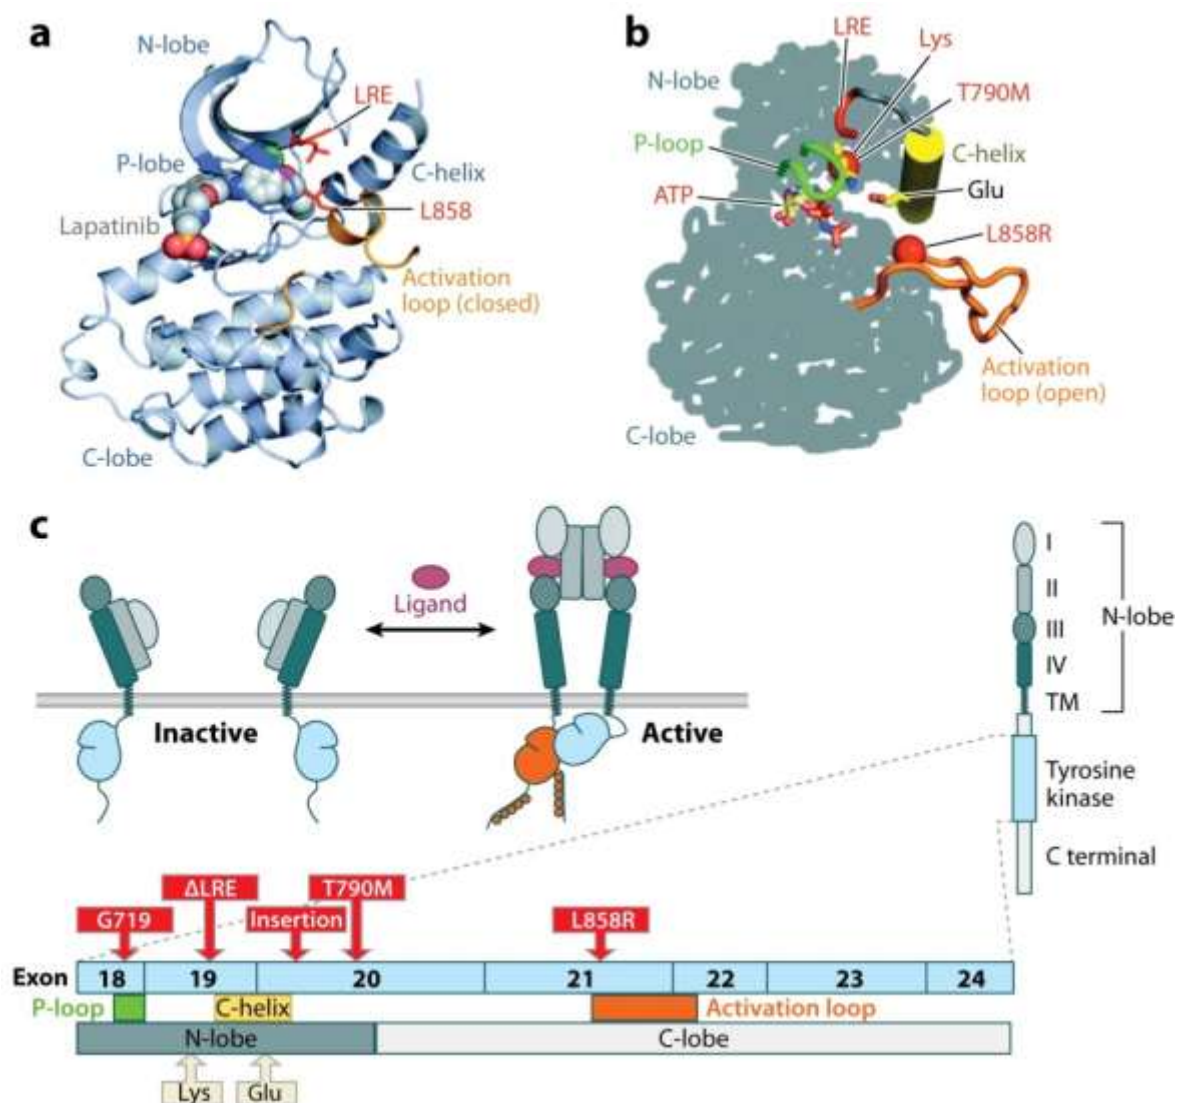 a
N-lobe
LRE
P-lobe
C-helix
Lapatinib
L858
Activation
loop (closed)
C-lobe
b
LRE
Lys
N-lobe
T790M
P-loop
C-helix
ATP
Glu
L858R
Activation
loop (open)
C-lobe
c
Ligand
Inactive
Active
I
II
III
IV
TM
N-lobe
Tyrosine
kinase
C terminal
G719
ΔLRE
Insertion
T790M
L858R
Exon 18 19 20 21 22 23 24
P-loop C-helix Activation loop
N-lobe C-lobe
Lys Glu